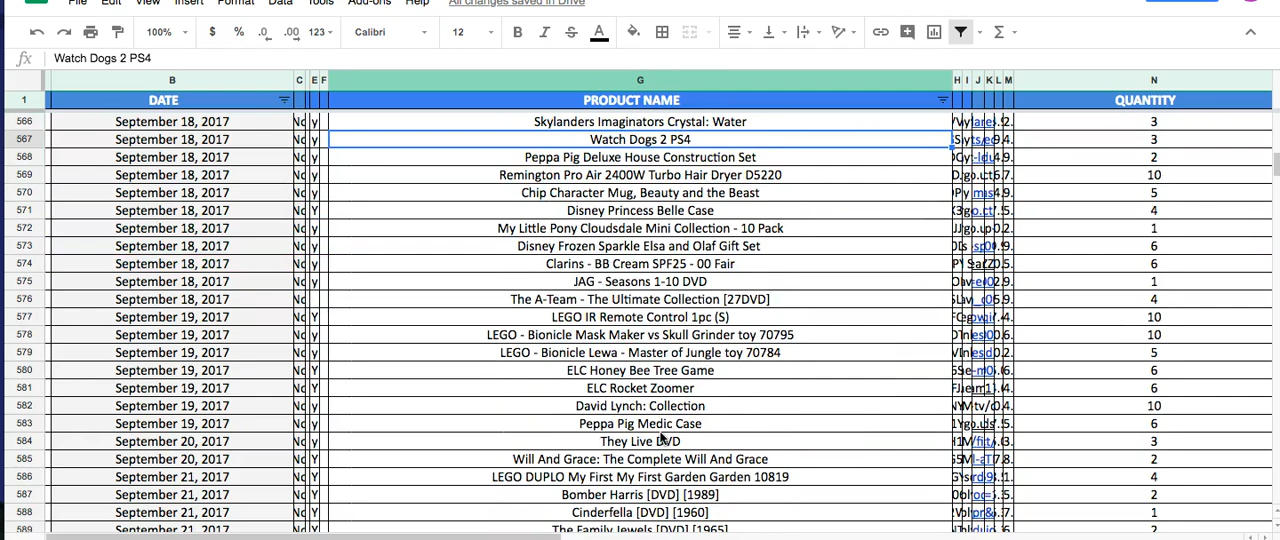 File Edit View Insert Format Data Tools Add-ons Help All changes saved in Drive
100% $ % .0 .00 123 Calibri 12 B I S A Σ
fx Watch Dogs 2 PS4
B C E F G H I J K L M N
1 DATE PRODUCT NAME QUANTITY
566 September 18, 2017 y Skylanders Imaginators Crystal: Water 3
567 September 18, 2017 y Watch Dogs 2 PS4 3
568 September 18, 2017 y Peppa Pig Deluxe House Construction Set 2
569 September 18, 2017 y Remington Pro Air 2400W Turbo Hair Dryer D5220 10
570 September 18, 2017 y Chip Character Mug, Beauty and the Beast 5
571 September 18, 2017 Y Disney Princess Belle Case 4
572 September 18, 2017 y My Little Pony Cloudsdale Mini Collection - 10 Pack 1
573 September 18, 2017 y Disney Frozen Sparkle Elsa and Olaf Gift Set 6
574 September 18, 2017 y Clarins - BB Cream SPF25 - 00 Fair 6
575 September 18, 2017 y JAG - Seasons 1-10 DVD 1
576 September 18, 2017 The A-Team - The Ultimate Collection [27DVD] 4
577 September 19, 2017 Y LEGO IR Remote Control 1pc (S) 10
578 September 19, 2017 Y LEGO - Bionicle Mask Maker vs Skull Grinder toy 70795 10
579 September 19, 2017 Y LEGO - Bionicle Lewa - Master of Jungle toy 70784 5
580 September 19, 2017 Y ELC Honey Bee Tree Game 6
581 September 19, 2017 Y ELC Rocket Zoomer 6
582 September 19, 2017 y David Lynch: Collection 10
583 September 19, 2017 y Peppa Pig Medic Case 6
584 September 20, 2017 y They Live DVD 3
585 September 20, 2017 y Will And Grace: The Complete Will And Grace 2
586 September 21, 2017 Y LEGO DUPLO My First My First Garden Garden 10819 4
587 September 21, 2017 Y Bomber Harris [DVD] [1989] 2
588 September 21, 2017 Y Cinderfella [DVD] [1960] 1
589 September 21, 2017 Y The Family Jewels [DVD] [1965] 2